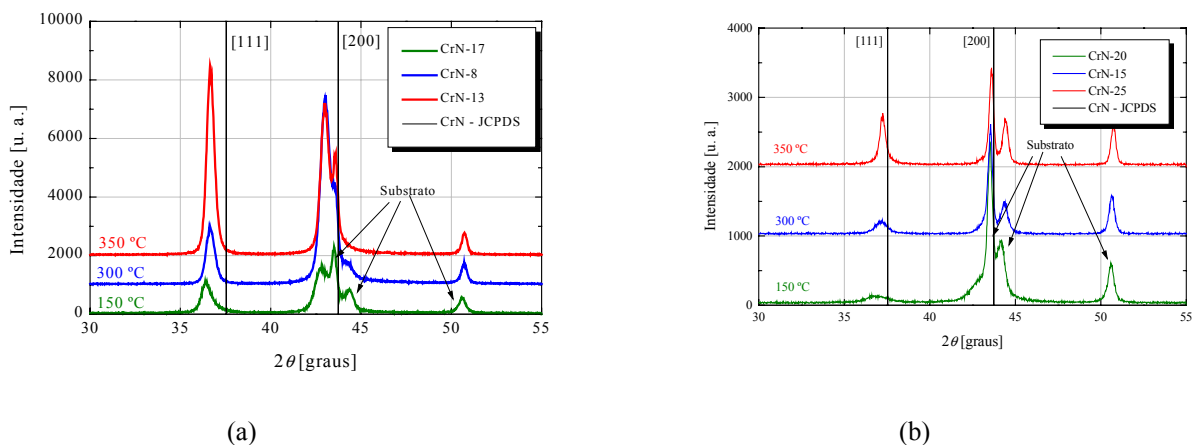 10000
8000
6000
4000
2000
0
Intensidade [u. a.]
[111]
[200]
CrN-17
CrN-8
CrN-13
CrN - JCPDS
Substrato
350 ºC
300 ºC
150 ºC
30 35 40 45 50 55
2θ [graus]
(a)
4000
3000
2000
1000
0
Intensidade [u. a.]
[111]
[200]
CrN-20
CrN-15
CrN-25
CrN - JCPDS
Substrato
350 ºC
300 ºC
150 ºC
30 35 40 45 50 55
2θ [graus]
(b)